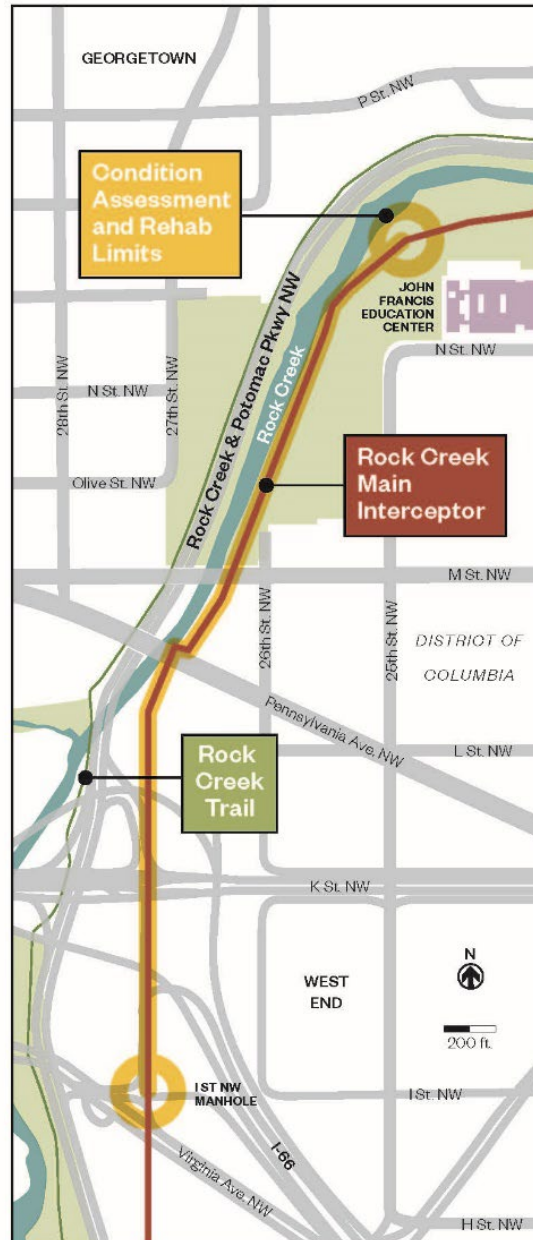 GEORGETOWN
P St. NW
Condition
Assessment
and Rehab
Limits
JOHN
FRANCIS
EDUCATION
CENTER
N St. NW
28th St. NW
N St. NW
27th St. NW
Rock Creek & Potomac Pkwy NW
Rock Creek
Olive St. NW
Rock Creek
Main
Interceptor
M St. NW
26th St. NW
25th St. NW
DISTRICT OF
COLUMBIA
Pennsylvania Ave. NW
L St. NW
Rock
Creek
Trail
K St. NW
WEST
END
N
200 ft.
I ST NW
MANHOLE
I St. NW
I-66
Virginia Ave. NW
H St. NW